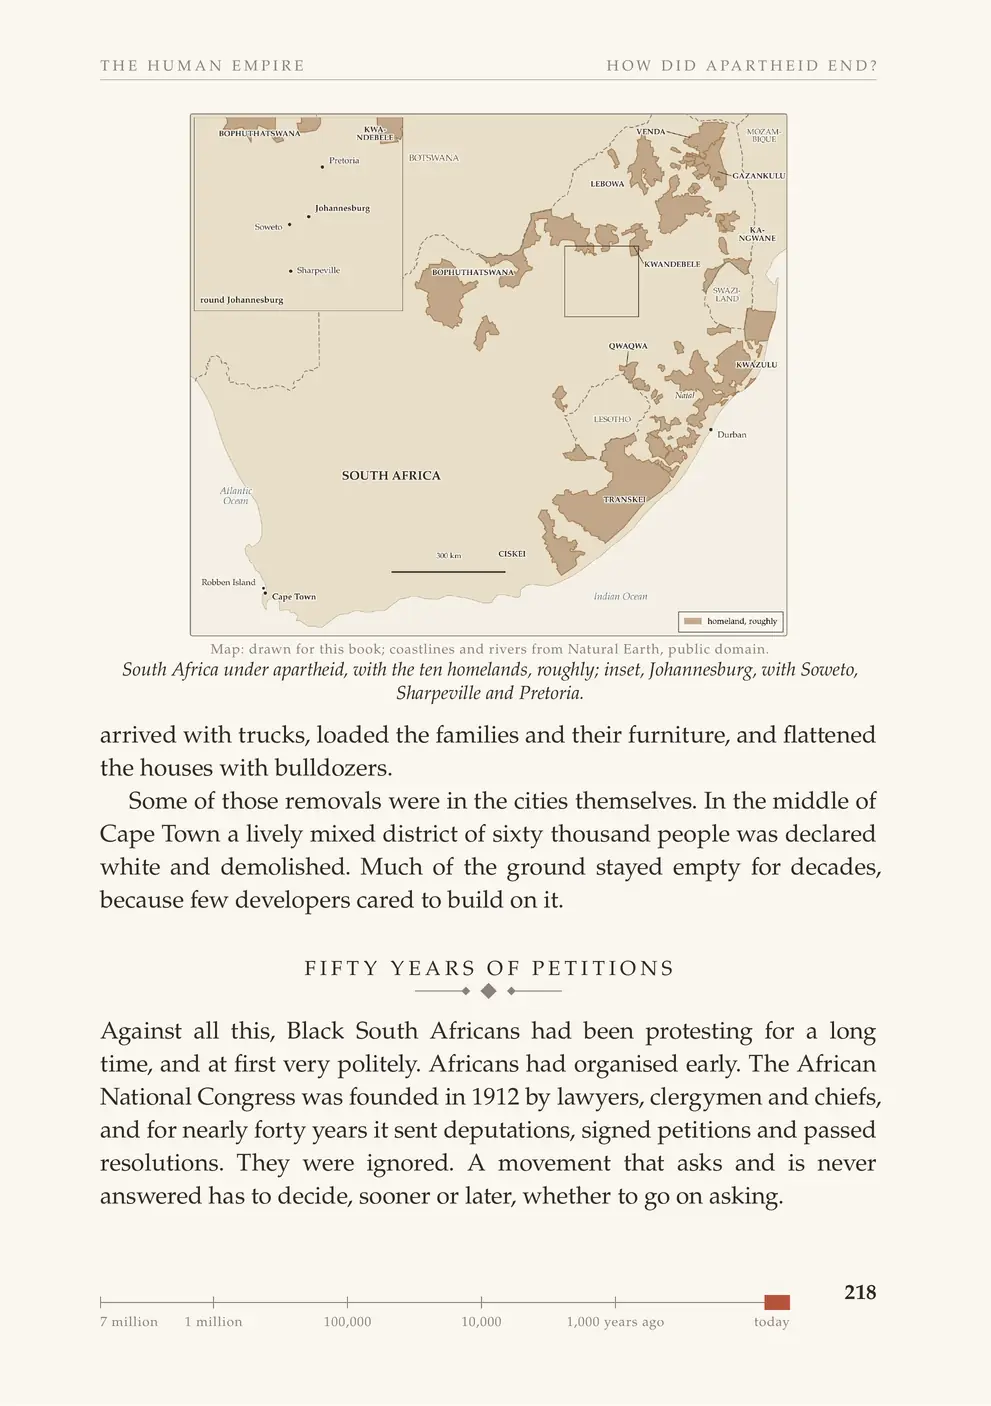 THE HUMAN EMPIRE
HOW DID APARTHEID END?
BOPHUTHATSWANA
KWA-
NDEBELE
Pretoria
Johannesburg
Soweto
Sharpeville
round Johannesburg
BOTSWANA
VENDA
MOZAM-
BIQUE
GAZANKULU
LEBOWA
KA-
NGWANE
KWANDEBELE
BOPHUTHATSWANA
SWAZI-
LAND
QWAQWA
KWAZULU
Natal
LESOTHO
Durban
SOUTH AFRICA
Atlantic
Ocean
TRANSKEI
300 km
CISKEI
Robben Island
Cape Town
Indian Ocean
homeland, roughly
Map: drawn for this book; coastlines and rivers from Natural Earth, public domain.
South Africa under apartheid, with the ten homelands, roughly; inset, Johannesburg, with Soweto,
Sharpeville and Pretoria.
arrived with trucks, loaded the families and their furniture, and flattened
the houses with bulldozers.
Some of those removals were in the cities themselves. In the middle of
Cape Town a lively mixed district of sixty thousand people was declared
white and demolished. Much of the ground stayed empty for decades,
because few developers cared to build on it.
FIFTY YEARS OF PETITIONS
Against all this, Black South Africans had been protesting for a long
time, and at first very politely. Africans had organised early. The African
National Congress was founded in 1912 by lawyers, clergymen and chiefs,
and for nearly forty years it sent deputations, signed petitions and passed
resolutions. They were ignored. A movement that asks and is never
answered has to decide, sooner or later, whether to go on asking.
218
7 million
1 million
100,000
10,000
1,000 years ago
today